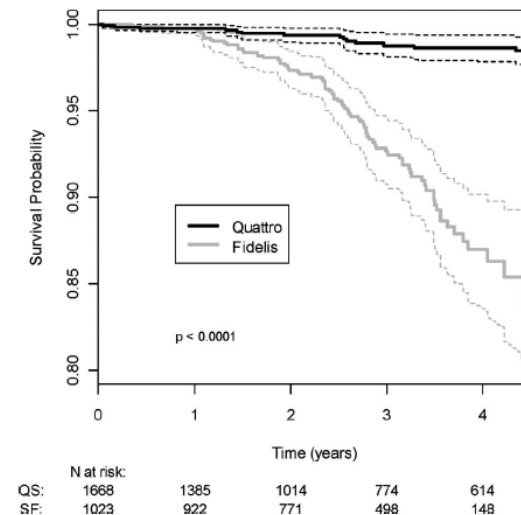 1.00
0.95
0.90
0.85
0.80
Survival Probability
Quattro
Fidelis
p < 0.0001
0 1 2 3 4
Time (years)
N at risk:
QS: 1668 1385 1014 774 614
SF: 1023 922 771 498 148